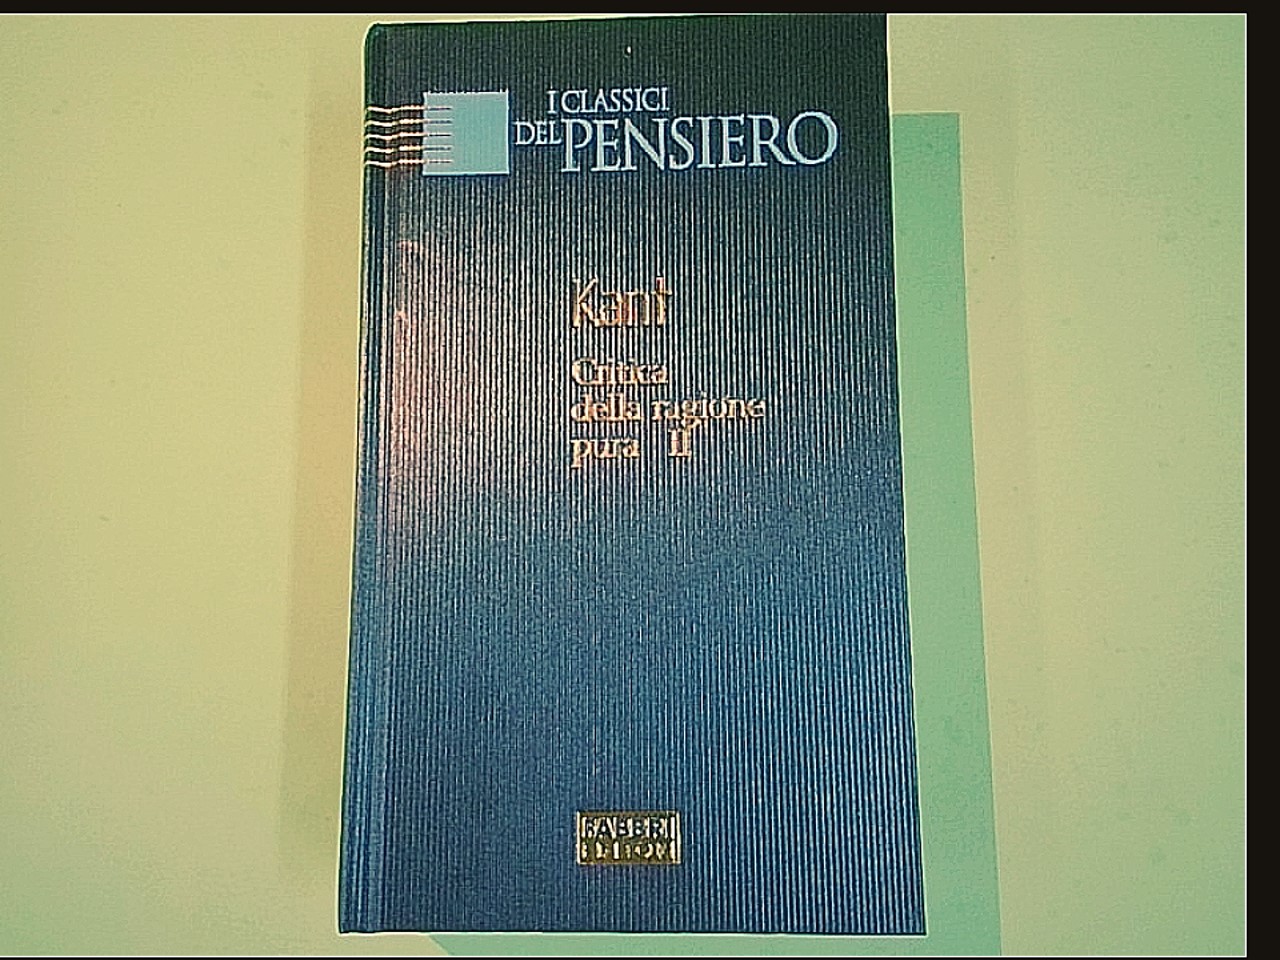 I CLASSICI
DEL PENSIERO
Kant
Critica
della ragione
pura II
FABBRI
EDITORI